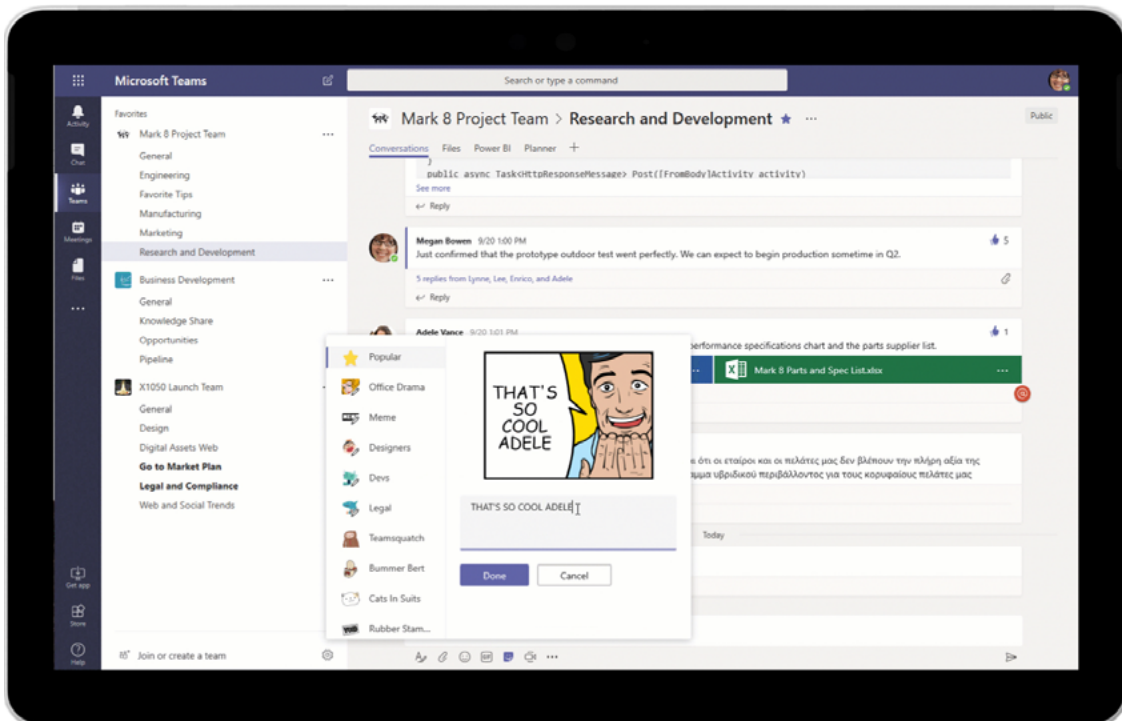 Microsoft Teams
Search or type a command
Activity
Chat
Teams
Meetings
Files
Get app
Store
Help
Favorites
Mark 8 Project Team
General
Engineering
Favorite Tips
Manufacturing
Marketing
Research and Development
Business Development
General
Knowledge Share
Opportunities
Pipeline
X1050 Launch Team
General
Design
Digital Assets Web
Go to Market Plan
Legal and Compliance
Web and Social Trends
Join or create a team
Mark 8 Project Team > Research and Development
Public
Conversations Files Power BI Planner +
}
public async Task<HttpResponseMessage> Post([FromBody]Activity activity)
See more
Reply
Megan Bowen 9/20 1:00 PM
5
Just confirmed that the prototype outdoor test went perfectly. We can expect to begin production sometime in Q2.
5 replies from Lynne, Lee, Enrico, and Adele
Reply
Adele Vance 9/20 1:01 PM
1
performance specifications chart and the parts supplier list.
Mark 8 Parts and Spec List.xlsx
ότι οι εταίροι και οι πελάτες μας δεν βλέπουν την πλήρη αξία της
υβριδικού περιβάλλοντος για τους κορυφαίους πελάτες μας
Today
Popular
Office Drama
Meme
Designers
Devs
Legal
Teamsquatch
Bummer Bert
Cats In Suits
Rubber Stam...
THAT'S
SO
COOL
ADELE
THAT'S SO COOL ADELE
Done
Cancel